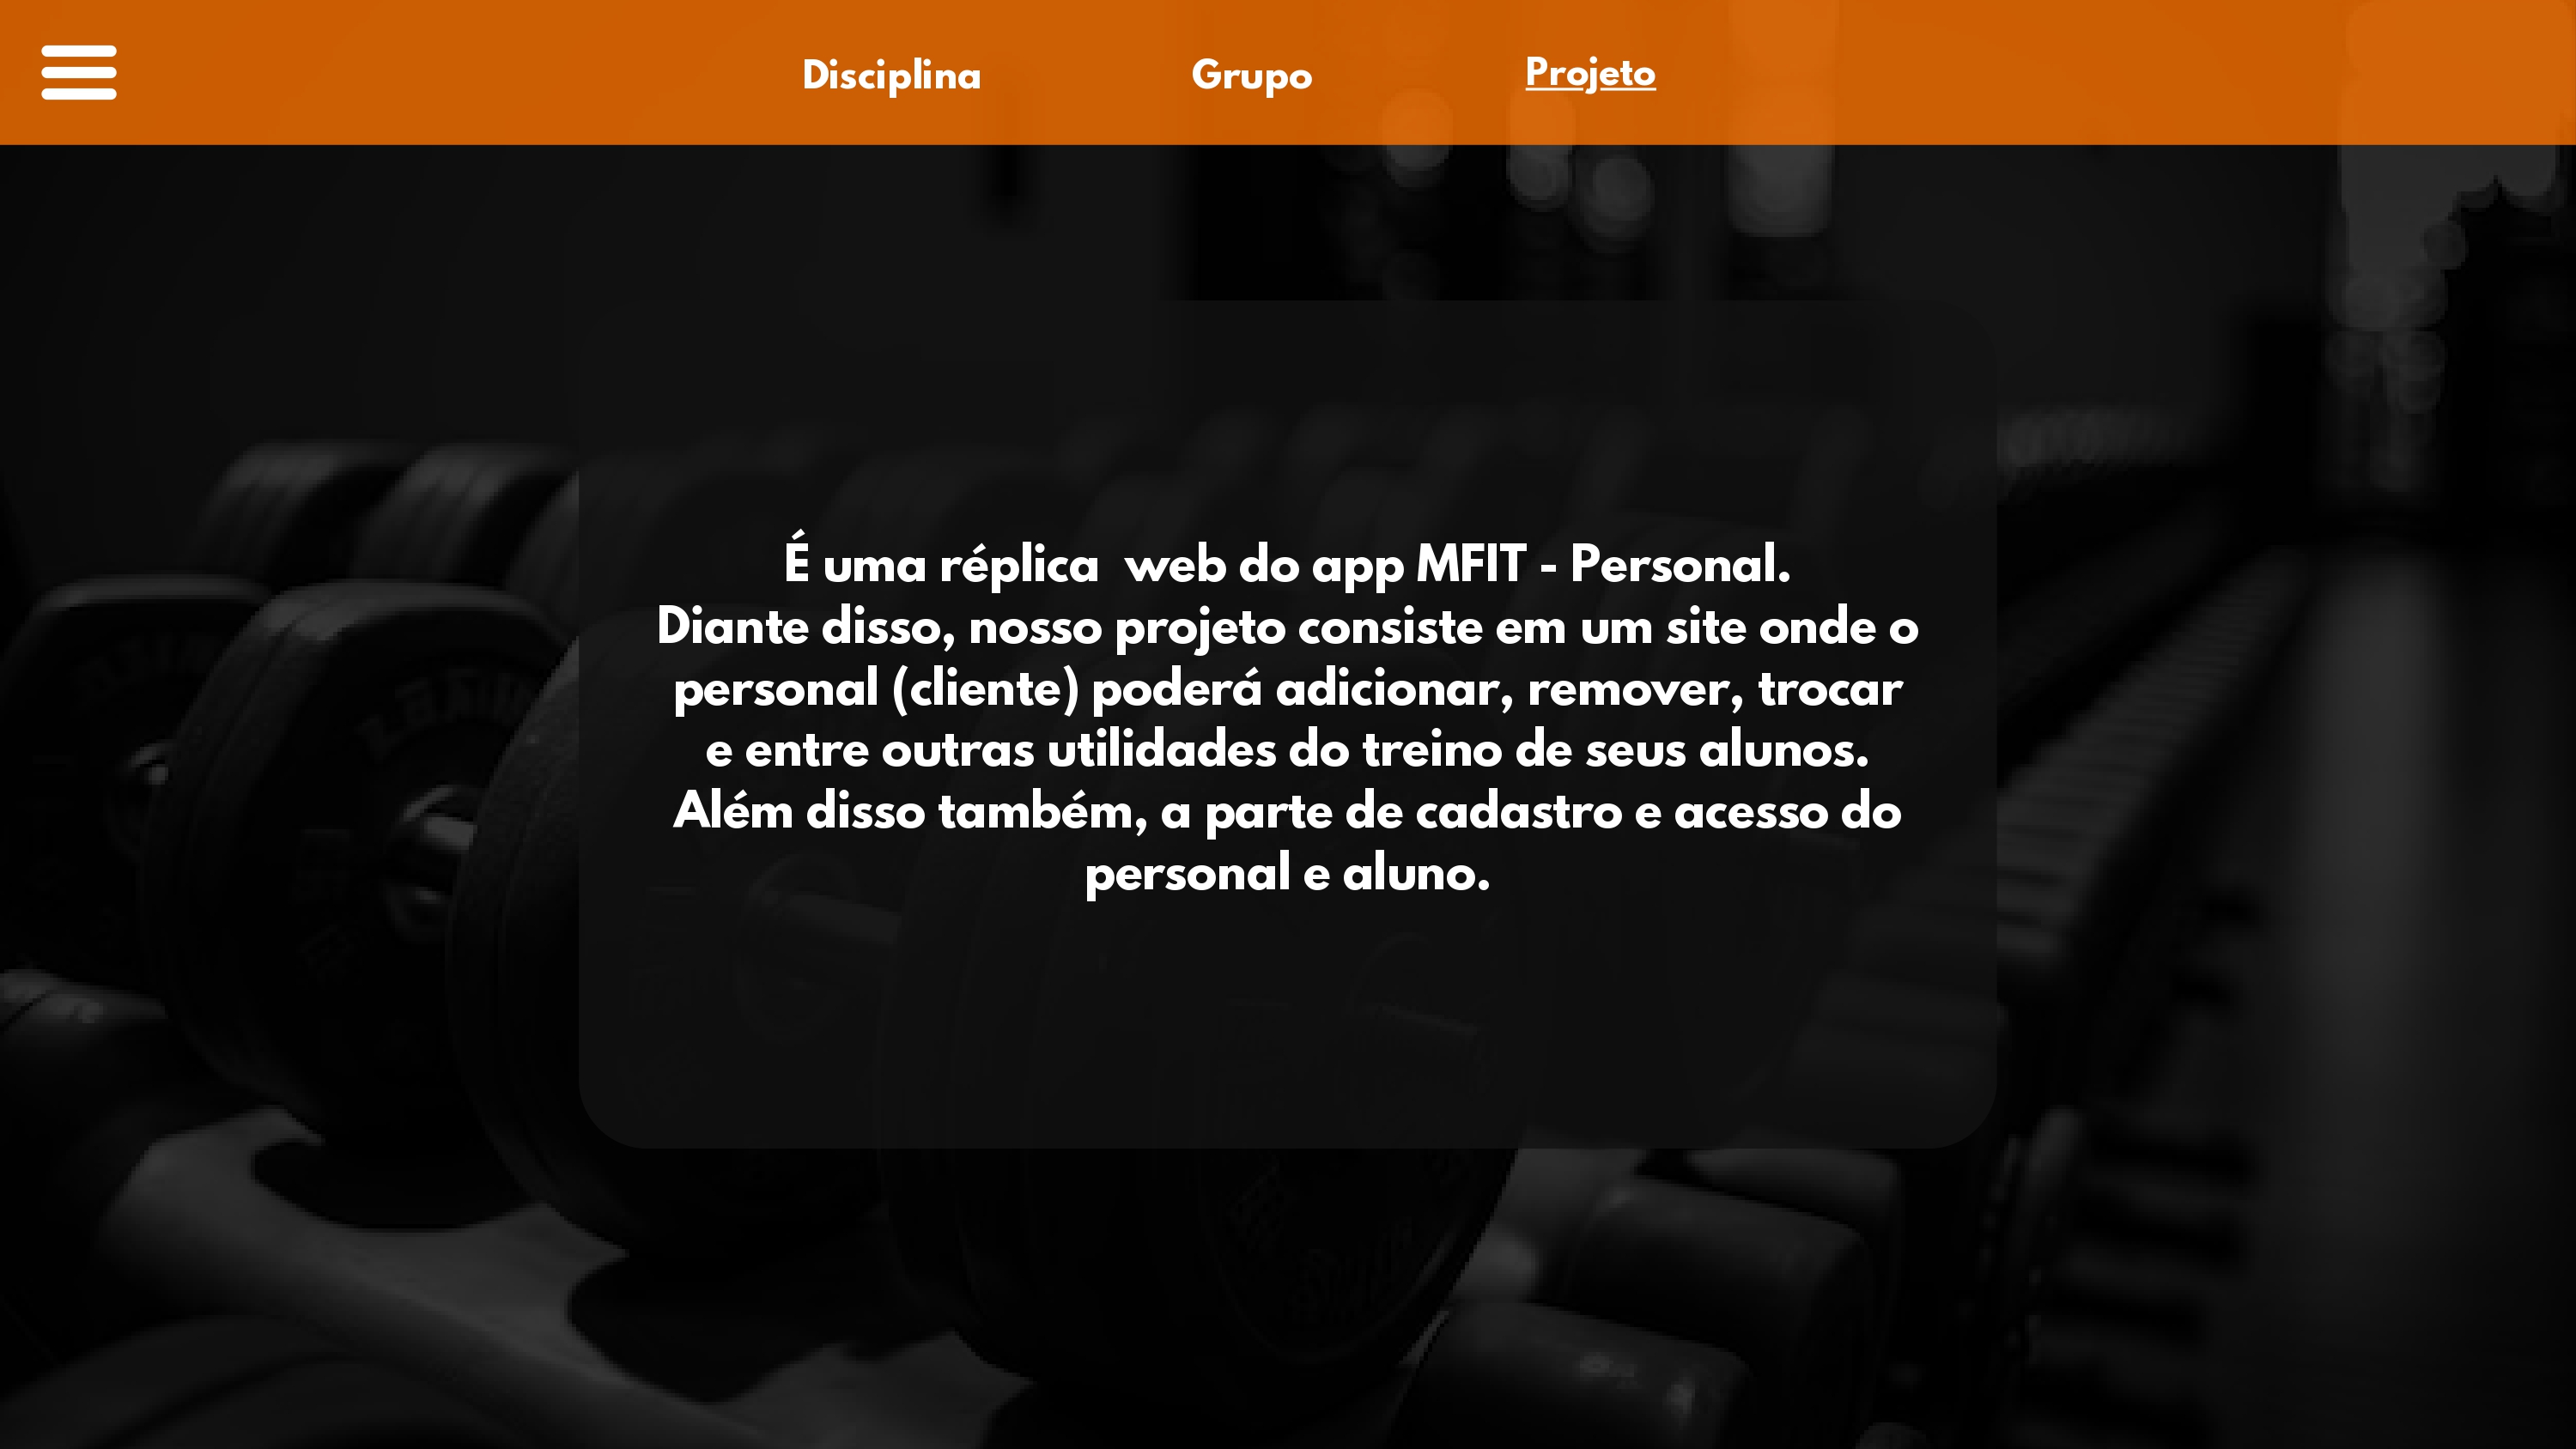 Disciplina
Grupo
Projeto
É uma réplica  web do app MFIT - Personal.
Diante disso, nosso projeto consiste em um site onde o
personal (cliente) poderá adicionar, remover, trocar
e entre outras utilidades do treino de seus alunos.
Além disso também, a parte de cadastro e acesso do
personal e aluno.